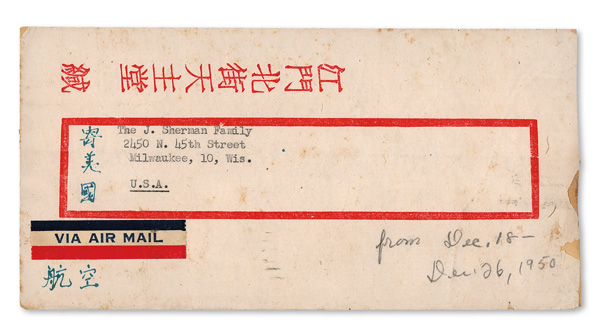 江門北街天主堂 緘
寄美國
The J. Sherman Family
2450 N. 45th Street
Milwaukee, 10, Wis.
U.S.A.
VIA AIR MAIL
航空
from Dec. 18 –
Dec. 26, 1950